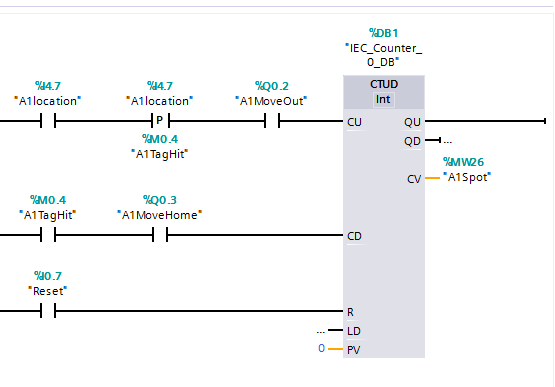 %DB1
"IEC_Counter_
0_DB"
%I4.7
"A1location"
%I4.7
"A1location"
%Q0.2
"A1MoveOut"
CTUD
Int
P
CU
QU
%M0.4
"A1TagHit"
QD
...
%MW26
CV
"A1Spot"
%M0.4
"A1TagHit"
%Q0.3
"A1MoveHome"
CD
%I0.7
"Reset"
R
...
LD
0
PV